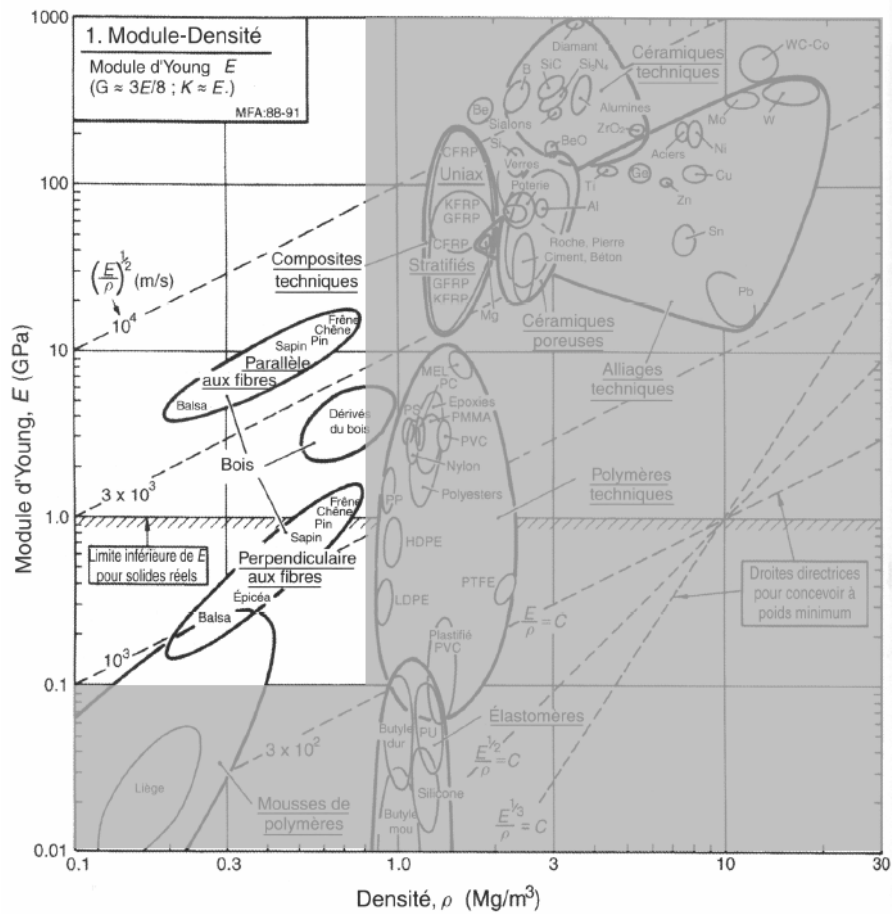 1. Module-Densité
Module d'Young E
(G ≈ 3E/8 ; K ≈ E.)
MFA:88-91
Diamant
Céramiques
techniques
WC-Co
B
SiC
Si₃N₄
Alumines
Be
Sialons
Si
BeO
ZrO₂
Mo
W
Aciers
Ni
CFRP
Uniax
Verres
Poterie
Ti
Ge
Cu
Zn
Al
KFRP
GFRP
CFRP
Stratifiés
GFRP
KFRP
Roche, Pierre
Ciment, Béton
Sn
Pb
Mg
Céramiques
poreuses
Alliages
techniques
Composites
techniques
(E/ρ)^½ (m/s)
10⁴
Frêne
Chêne
Sapin Pin
Parallèle
aux fibres
Balsa
Dérivés
du bois
Bois
3 x 10³
MEL
PC
Epoxies
PS
PMMA
PVC
Nylon
PP
Polyesters
Polymères
techniques
Frêne
Chêne
Pin
Sapin
Limite inférieure de E
pour solides réels
Perpendiculaire
aux fibres
Épicéa
Balsa
HDPE
LDPE
PTFE
Plastifié
PVC
E/ρ = C
Droites directrices
pour concevoir à
poids minimum
10³
3 x 10²
Butyle
dur
PU
Élastomères
E^½/ρ = C
Silicone
Butyle
mou
E^⅓/ρ = C
Liège
Mousses de
polymères
1000
100
10
1.0
0.1
0.01
Module d'Young, E (GPa)
0.1 0.3 1.0 3 10 30
Densité, ρ (Mg/m³)